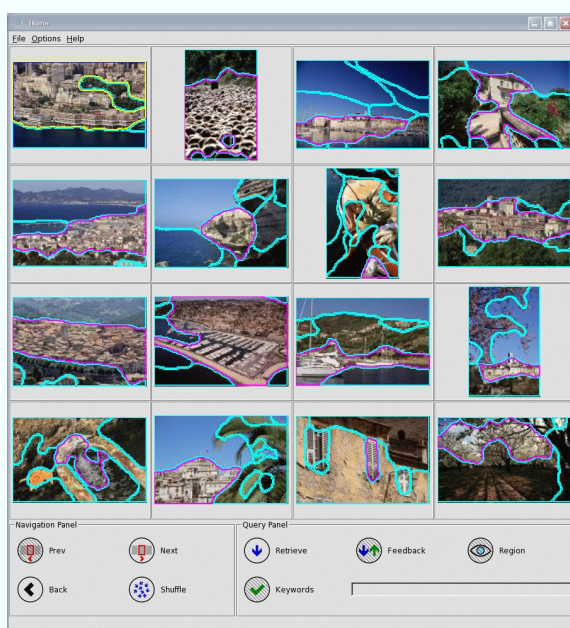 Ikona
File Options Help
Navigation Panel
Query Panel
Prev
Next
Retrieve
Feedback
Region
Back
Shuffle
Keywords